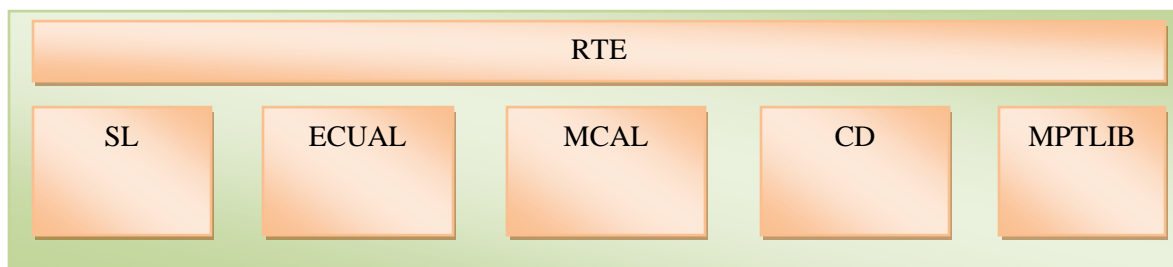 RTE
SL
ECUAL
MCAL
CD
MPTLIB